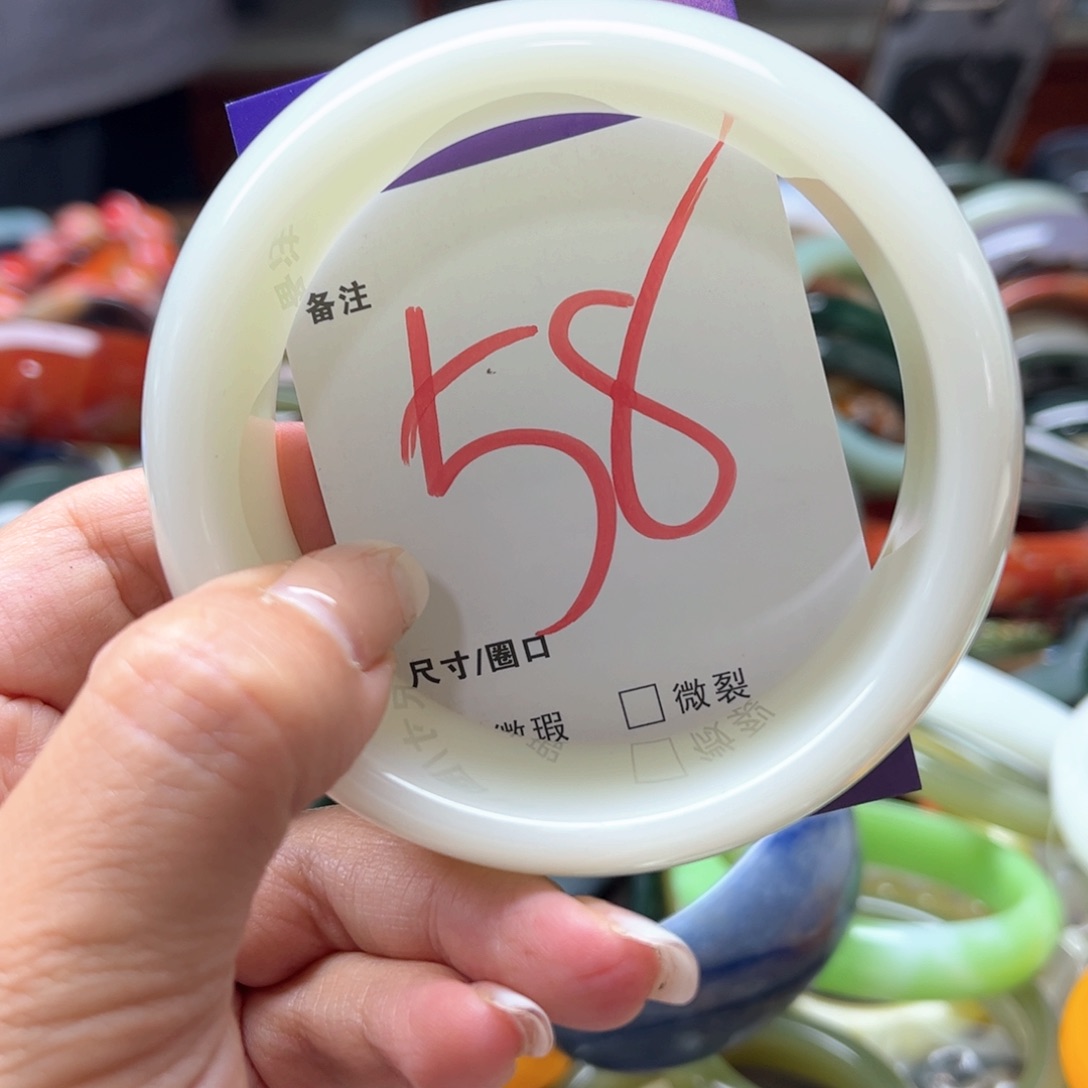 备注
58
尺寸/圈口
微瑕 □ 微裂